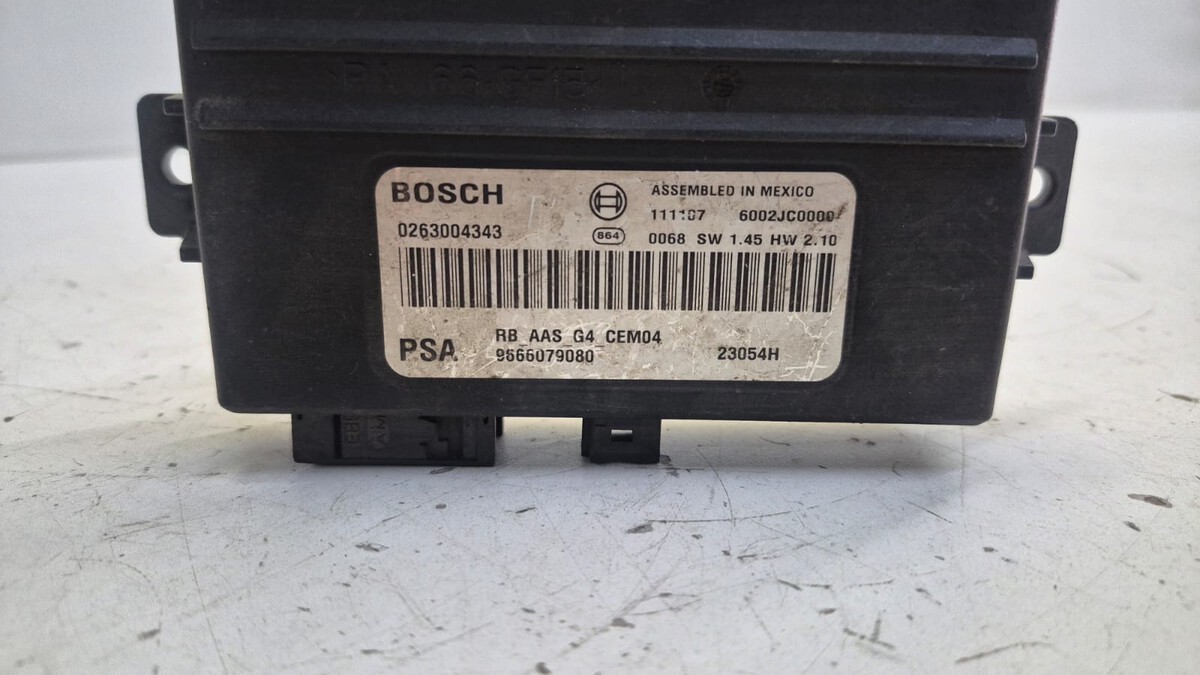 BOSCH
ASSEMBLED IN MEXICO
111107 6002JC0000
0263004343
864
0068 SW 1.45 HW 2.10
RB_AAS_G4_CEM04
PSA
9666079080 23054H